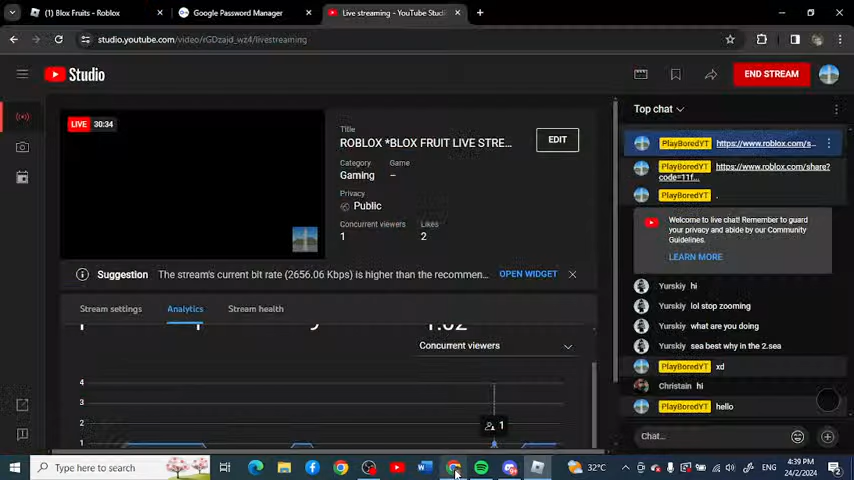 (1) Blox Fruits - Roblox
Google Password Manager
Live streaming - YouTube Studi
studio.youtube.com/video/rGDzajd_wz4/livestreaming
Studio
END STREAM
LIVE 30:34
Title
ROBLOX *BLOX FRUIT LIVE STRE...
EDIT
Category
Game
Gaming
–
Privacy
Public
Concurrent viewers
Likes
1
2
Suggestion
The stream's current bit rate (2656.06 Kbps) is higher than the recommen...
OPEN WIDGET
Stream settings
Analytics
Stream health
Concurrent viewers
4
3
2
1
1
Top chat
PlayBoredYT https://www.roblox.com/s...
PlayBoredYT https://www.roblox.com/share?
code=11f...
PlayBoredYT .
Welcome to live chat! Remember to guard
your privacy and abide by our Community
Guidelines.
LEARN MORE
Yurskiy hi
Yurskiy lol stop zooming
Yurskiy what are you doing
Yurskiy sea best why in the 2.sea
PlayBoredYT xd
Christain hi
PlayBoredYT hello
Chat...
Type here to search
32°C
ENG
4:39 PM
24/2/2024